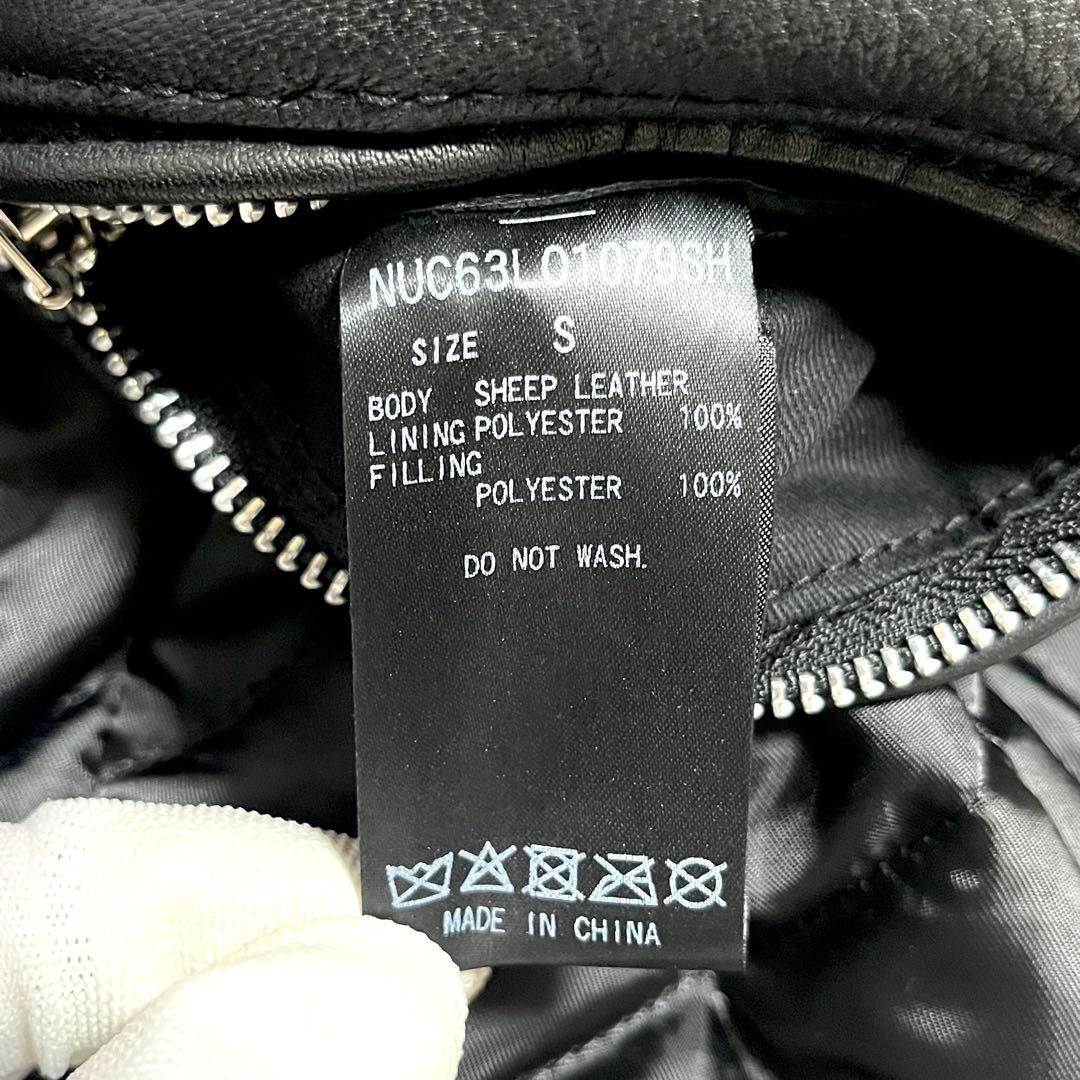 NUC63L01079SH
SIZE S
BODY SHEEP LEATHER
LINING POLYESTER 100%
FILLING
POLYESTER 100%
DO NOT WASH.
MADE IN CHINA